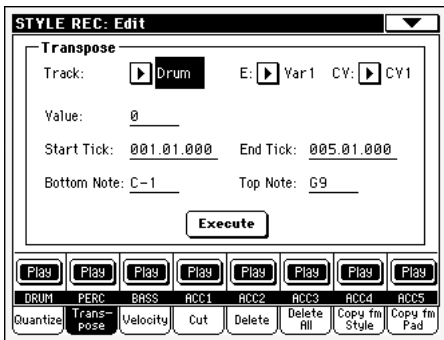 STYLE REC: Edit
Transpose
Track: Drum E: Var1 CV: CV1
Value: 0
Start Tick: 001.01.000 End Tick: 005.01.000
Bottom Note: C-1 Top Note: G9
Execute
Play Play Play Play Play Play Play Play
DRUM PERC BASS ACC1 ACC2 ACC3 ACC4 ACC5
Quantize Trans- Velocity Cut Delete Delete Copy fm Copy fm
pose All Style Pad